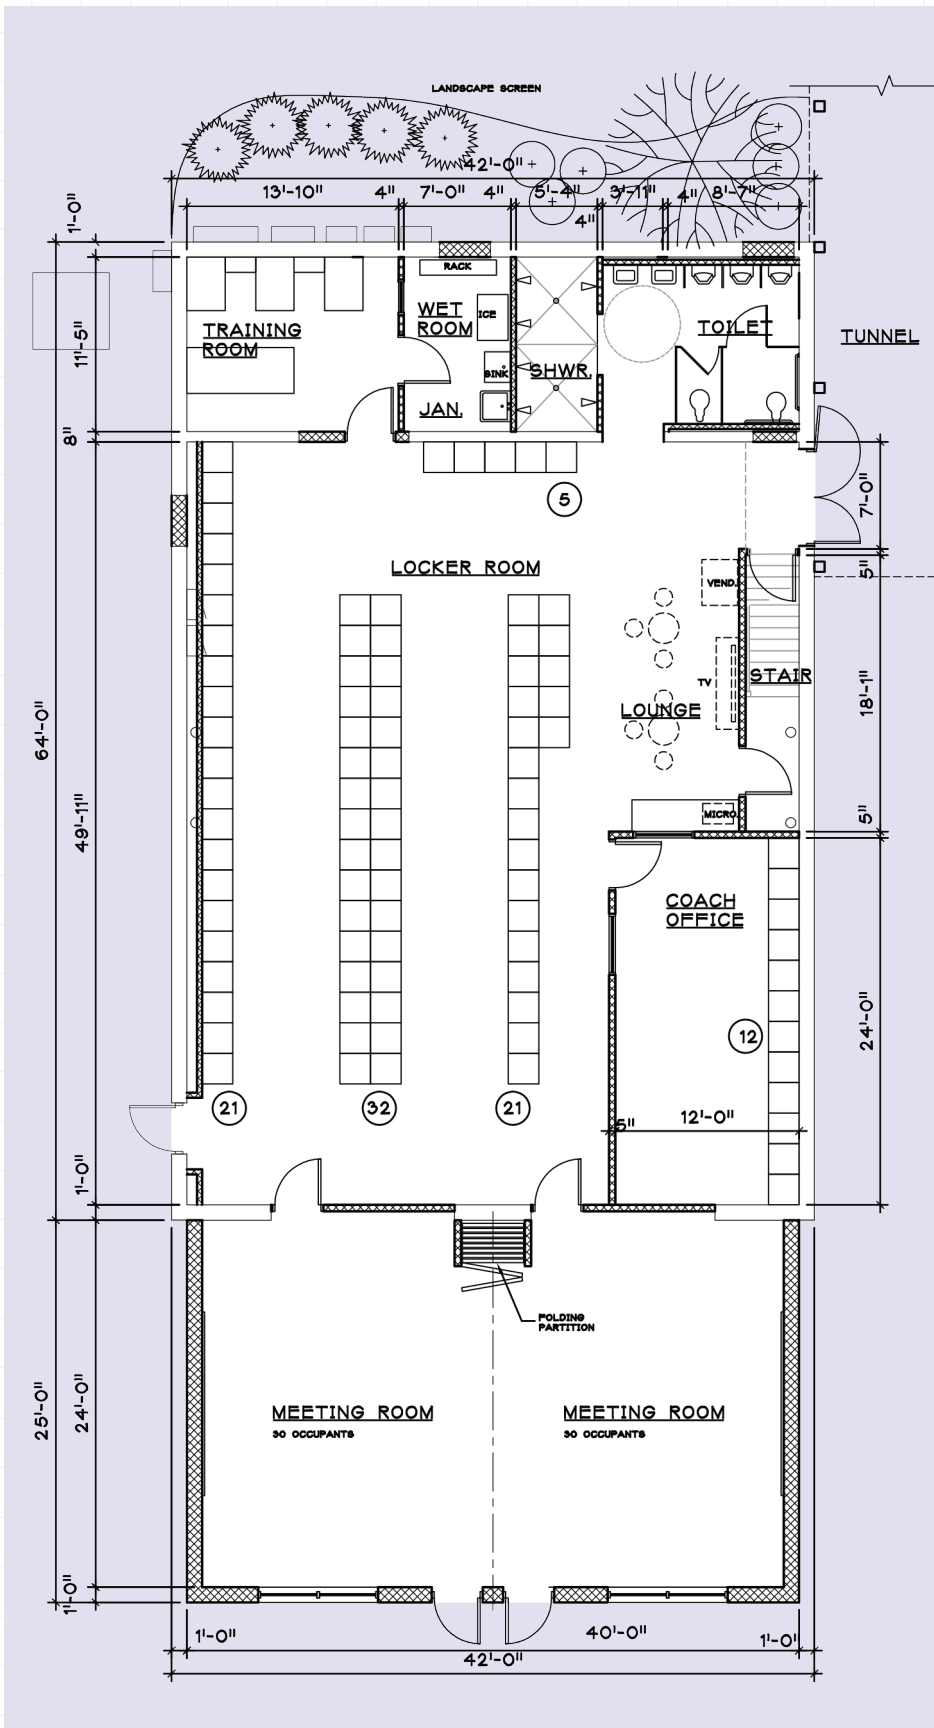 LANDSCAPE SCREEN
42'-0"
13'-10"
4"
7'-0"
4"
5'-4"
3'-11"
4"
8'-7"
4"
1'-0"
RACK
WET
ROOM
ICE
TRAINING
ROOM
TOILET
TUNNEL
11'-5"
SINK
SHWR.
JAN.
8"
5
7'-0"
LOCKER ROOM
5"
VEND.
TV
STAIR
LOUNGE
18'-1"
64'-0"
49'-11"
MICRO.
5"
COACH
OFFICE
12
24'-0"
21
32
21
5"
12'-0"
1'-0"
FOLDING
PARTITION
MEETING ROOM
30 OCCUPANTS
MEETING ROOM
30 OCCUPANTS
25'-0"
24'-0"
1'-0"
1'-0"
40'-0"
1'-0"
42'-0"